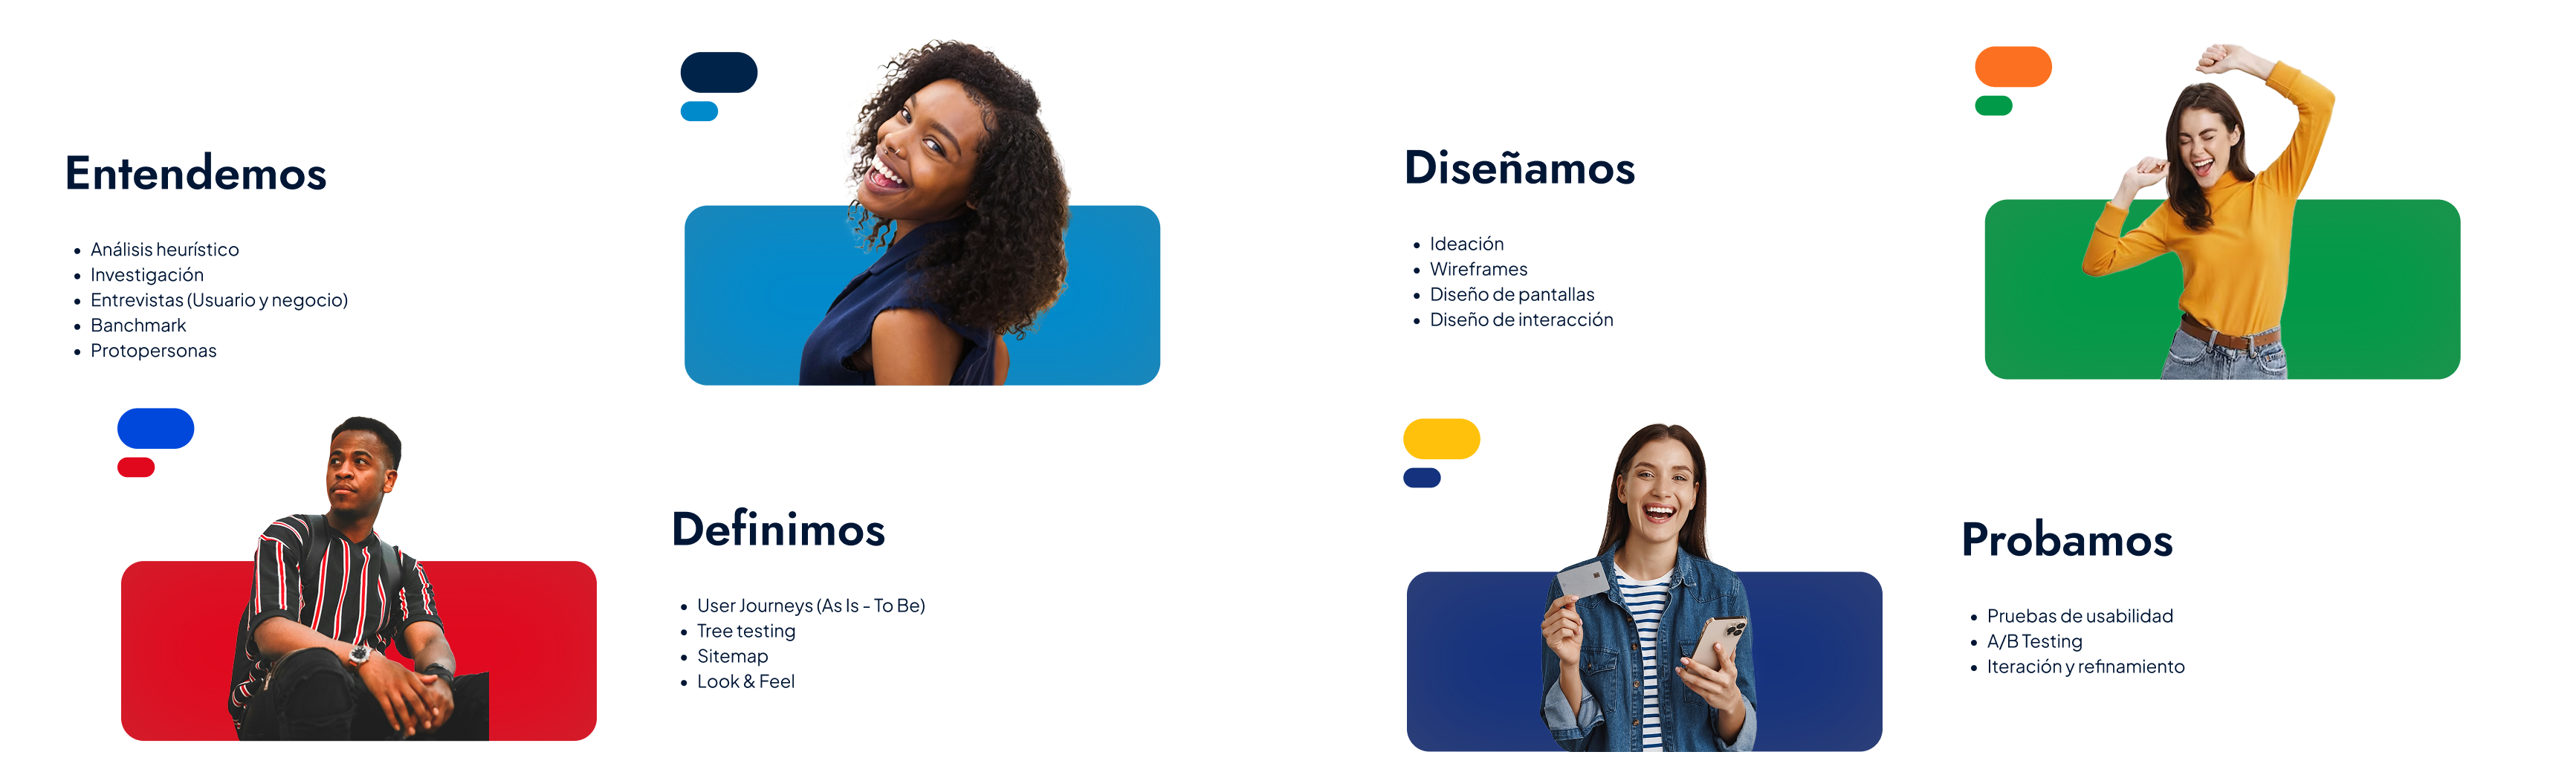 Entendemos
• Análisis heurístico
• Investigación
• Entrevistas (Usuario y negocio)
• Banchmark
• Protopersonas
Definimos
• User Journeys (As Is - To Be)
• Tree testing
• Sitemap
• Look & Feel
Diseñamos
• Ideación
• Wireframes
• Diseño de pantallas
• Diseño de interacción
Probamos
• Pruebas de usabilidad
• A/B Testing
• Iteración y refinamiento